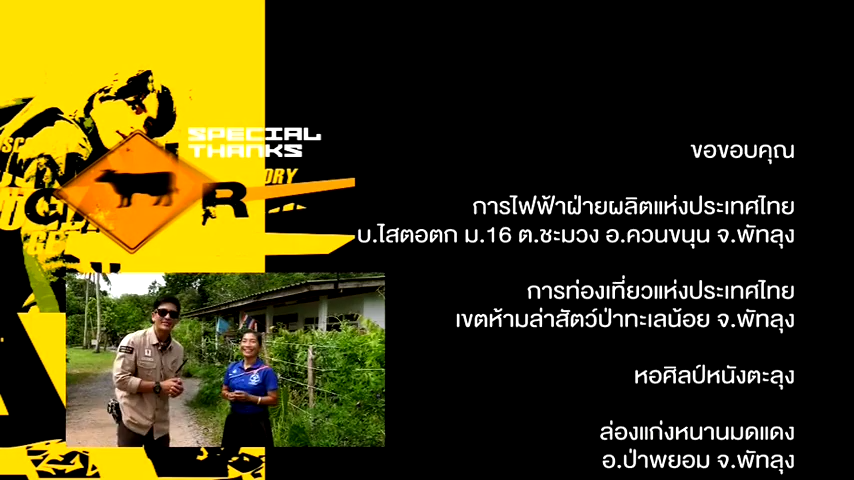 SPECIAL
THANKS
DRY
R
ขอขอบคุณ
การไฟฟ้าฝ่ายผลิตแห่งประเทศไทย
บ.ไสตอตก ม.16 ต.ชะมวง อ.ควนขนุน จ.พัทลุง
การท่องเที่ยวแห่งประเทศไทย
เขตห้ามล่าสัตว์ป่าทะเลน้อย จ.พัทลุง
หอศิลป์หนังตะลุง
ล่องแก่งหนานมดแดง
อ.ป่าพยอม จ.พัทลุง